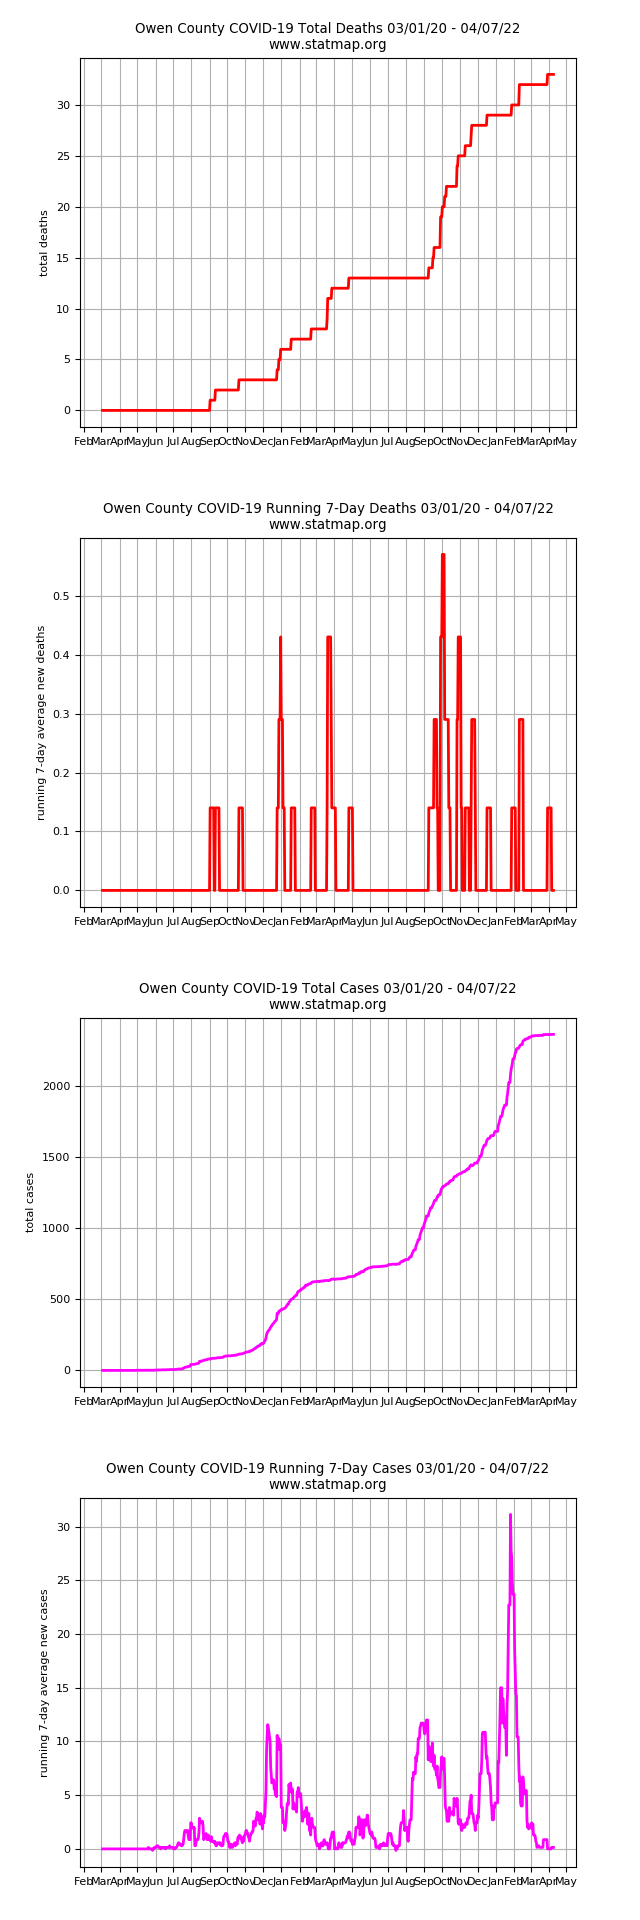 Owen County COVID-19 Total Deaths 03/01/20 - 04/07/22
www.statmap.org
30
25
20
15
10
5
0
total deaths
Feb Mar Apr May Jun Jul Aug Sep Oct Nov Dec Jan Feb Mar Apr May Jun Jul Aug Sep Oct Nov Dec Jan Feb Mar Apr May
Owen County COVID-19 Running 7-Day Deaths 03/01/20 - 04/07/22
www.statmap.org
0.5
0.4
0.3
0.2
0.1
0.0
running 7-day average new deaths
Feb Mar Apr May Jun Jul Aug Sep Oct Nov Dec Jan Feb Mar Apr May Jun Jul Aug Sep Oct Nov Dec Jan Feb Mar Apr May
Owen County COVID-19 Total Cases 03/01/20 - 04/07/22
www.statmap.org
2000
1500
1000
500
0
total cases
Feb Mar Apr May Jun Jul Aug Sep Oct Nov Dec Jan Feb Mar Apr May Jun Jul Aug Sep Oct Nov Dec Jan Feb Mar Apr May
Owen County COVID-19 Running 7-Day Cases 03/01/20 - 04/07/22
www.statmap.org
30
25
20
15
10
5
0
running 7-day average new cases
Feb Mar Apr May Jun Jul Aug Sep Oct Nov Dec Jan Feb Mar Apr May Jun Jul Aug Sep Oct Nov Dec Jan Feb Mar Apr May